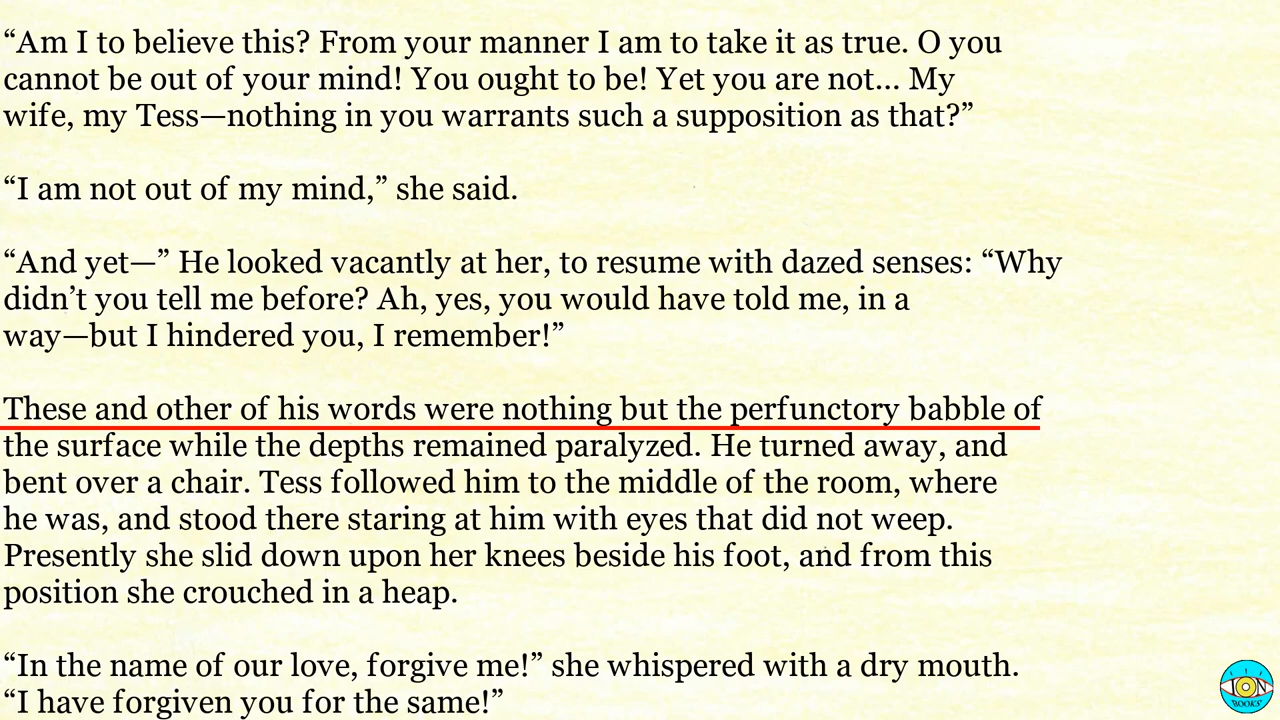 “Am I to believe this? From your manner I am to take it as true. O you
cannot be out of your mind! You ought to be! Yet you are not... My
wife, my Tess—nothing in you warrants such a supposition as that?”
“I am not out of my mind,” she said.
“And yet—” He looked vacantly at her, to resume with dazed senses: “Why
didn’t you tell me before? Ah, yes, you would have told me, in a
way—but I hindered you, I remember!”
These and other of his words were nothing but the perfunctory babble of
the surface while the depths remained paralyzed. He turned away, and
bent over a chair. Tess followed him to the middle of the room, where
he was, and stood there staring at him with eyes that did not weep.
Presently she slid down upon her knees beside his foot, and from this
position she crouched in a heap.
“In the name of our love, forgive me!” she whispered with a dry mouth.
“I have forgiven you for the same!”
ION
BOOKS